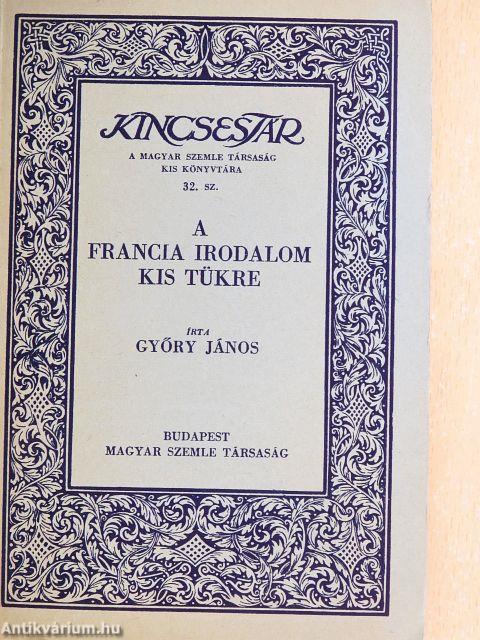 KINCSESTÁR
A MAGYAR SZEMLE TÁRSASÁG
KIS KÖNYVTÁRA
32. SZ.
A
FRANCIA IRODALOM
KIS TÜKRE
ÍRTA
GYŐRY JÁNOS
BUDAPEST
MAGYAR SZEMLE TÁRSASÁG
Antikvárium.hu